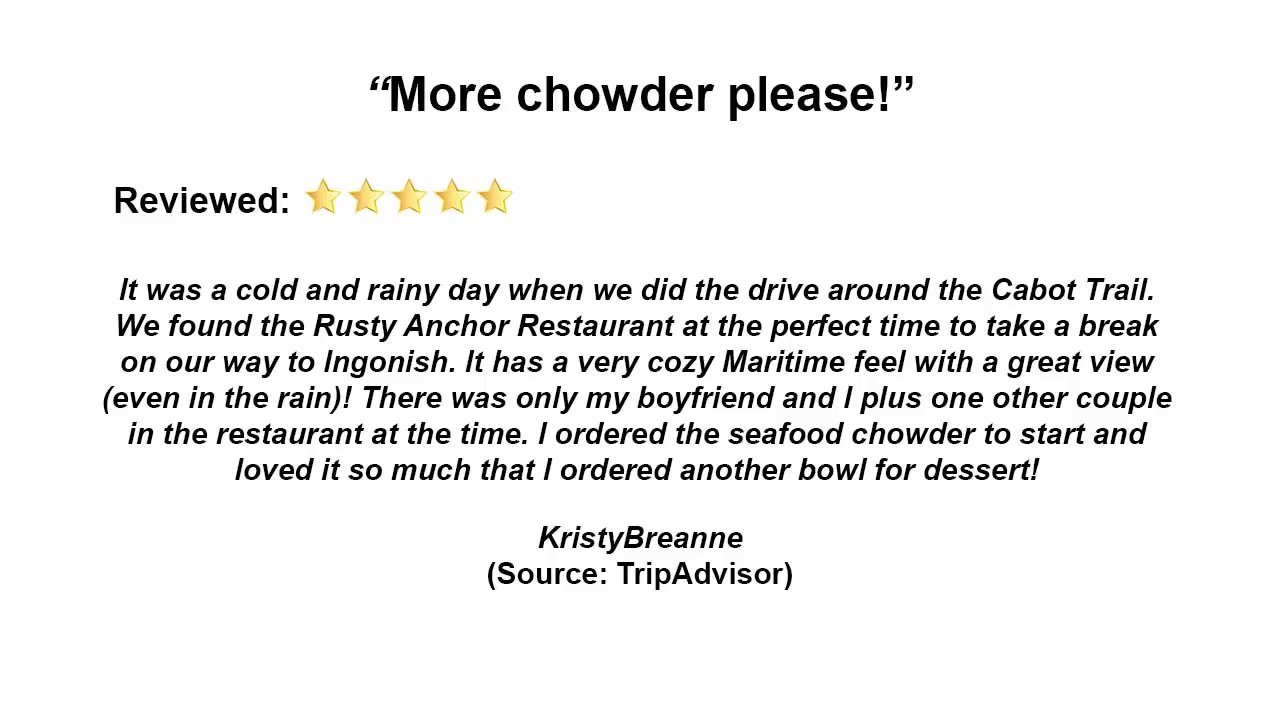 “More chowder please!”
Reviewed:
It was a cold and rainy day when we did the drive around the Cabot Trail.
We found the Rusty Anchor Restaurant at the perfect time to take a break
on our way to Ingonish. It has a very cozy Maritime feel with a great view
(even in the rain)! There was only my boyfriend and I plus one other couple
in the restaurant at the time. I ordered the seafood chowder to start and
loved it so much that I ordered another bowl for dessert!
KristyBreanne
(Source: TripAdvisor)